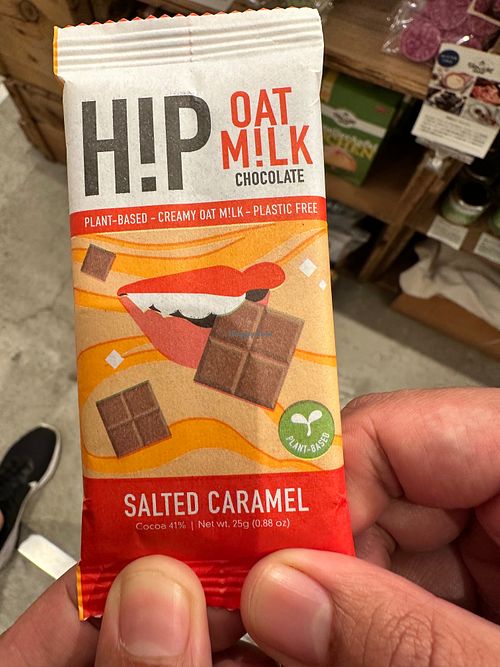 H!P
OAT
M!LK
CHOCOLATE
PLANT-BASED - CREAMY OAT M!LK - PLASTIC FREE
PLANT-BASED
SALTED CARAMEL
Cocoa 41% | Net wt. 25g (0.88 oz)